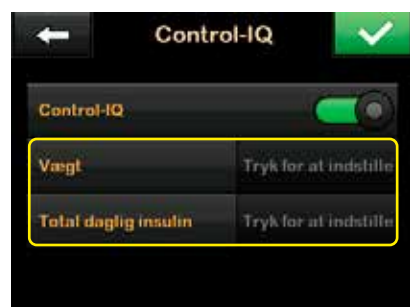 Control-IQ
Control-IQ
Vægt Tryk for at indstille
Total daglig insulin Tryk for at indstille